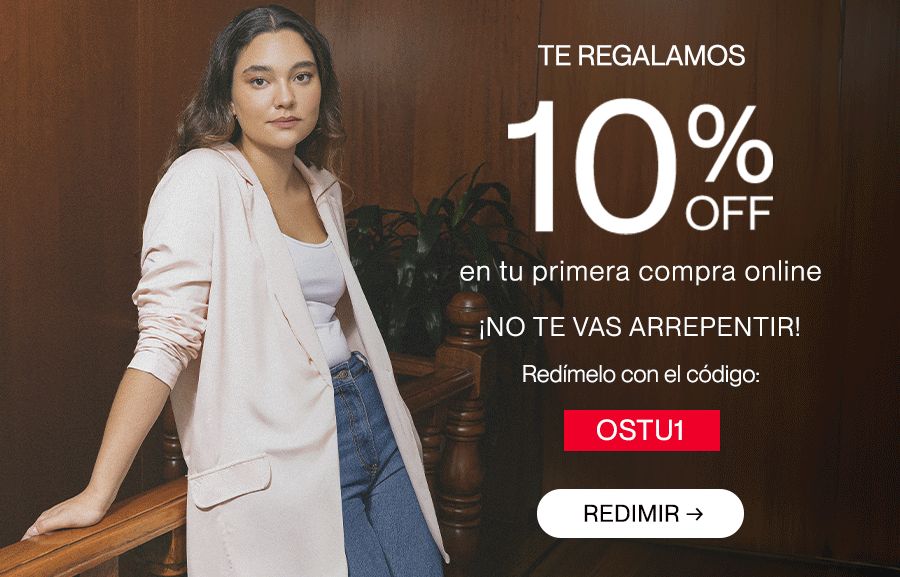 TE REGALAMOS
10%
OFF
en tu primera compra online
¡NO TE VAS ARREPENTIR!
Redímelo con el código:
OSTU1
REDIMIR →